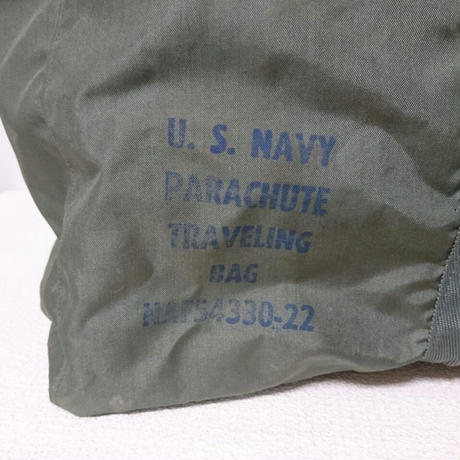 U. S. NAVY
PARACHUTE
TRAVELING
BAG
NAF54330-22